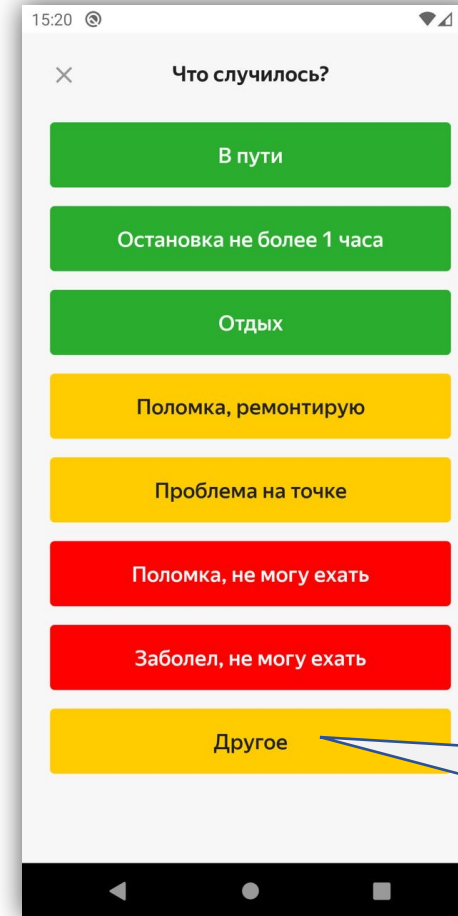 15:20
Что случилось?
В пути
Остановка не более 1 часа
Отдых
Поломка, ремонтирую
Проблема на точке
Поломка, не могу ехать
Заболел, не могу ехать
Другое